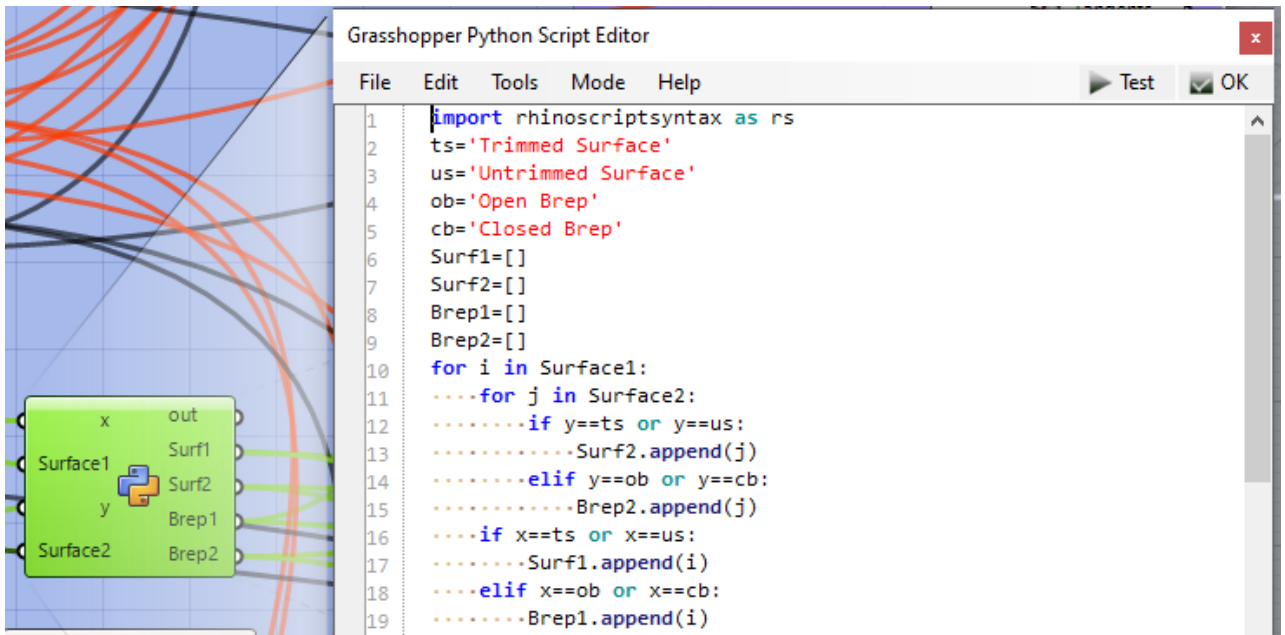 Grasshopper Python Script Editor
x
File Edit Tools Mode Help Test OK
1 import rhinoscriptsyntax as rs
2 ts='Trimmed Surface'
3 us='Untrimmed Surface'
4 ob='Open Brep'
5 cb='Closed Brep'
6 Surf1=[]
7 Surf2=[]
8 Brep1=[]
9 Brep2=[]
10 for i in Surface1:
11 ····for j in Surface2:
12 ········if y==ts or y==us:
13 ············Surf2.append(j)
14 ········elif y==ob or y==cb:
15 ············Brep2.append(j)
16 ····if x==ts or x==us:
17 ········Surf1.append(i)
18 ····elif x==ob or x==cb:
19 ········Brep1.append(i)
x out
Surface1 Surf1
Surf2
y Brep1
Surface2 Brep2